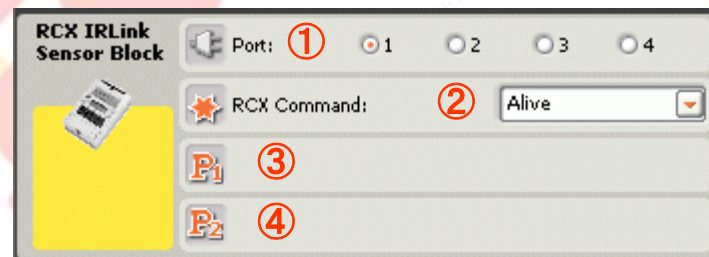 RCX IRLink
Sensor Block
Port: ① 1 2 3 4
RCX Command: ② Alive
P1 ③
P2 ④